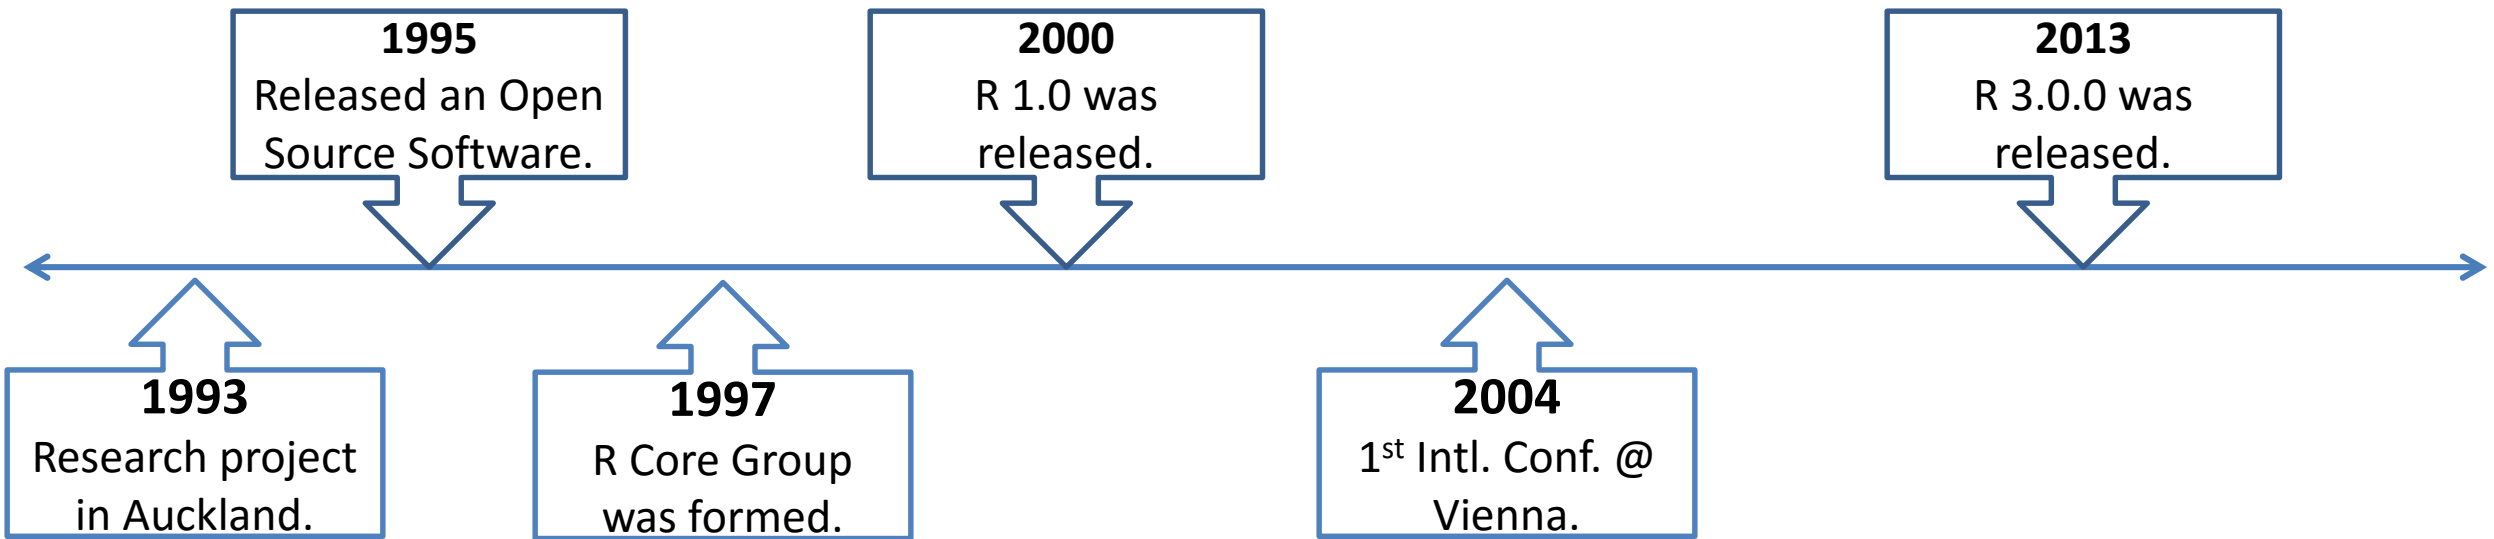 1995
Released an Open
Source Software.
2000
R 1.0 was
released.
2013
R 3.0.0 was
released.
1993
Research project
in Auckland.
1997
R Core Group
was formed.
2004
1st Intl. Conf. @
Vienna.